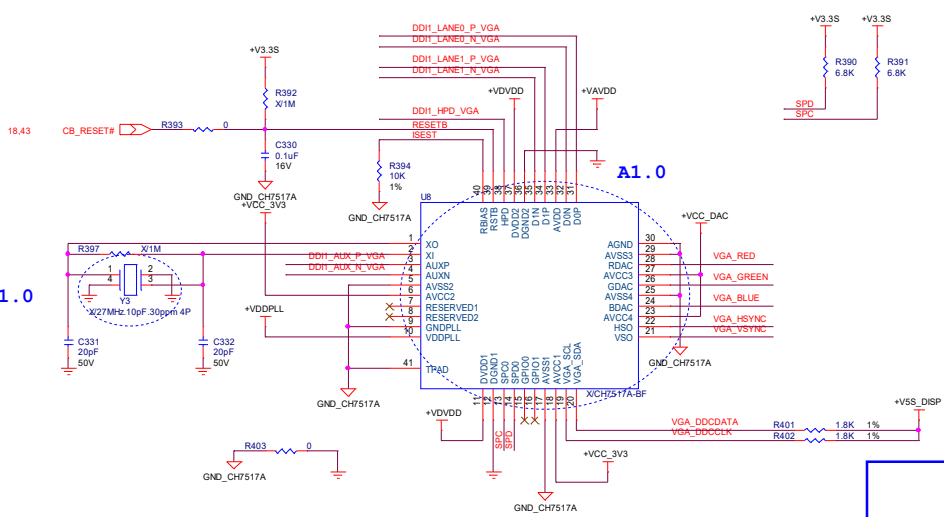 DDI1_LANE0_P_VGA
DDI1_LANE0_N_VGA
DDI1_LANE1_P_VGA
DDI1_LANE1_N_VGA
+V3.3S
+V3.3S +V3.3S
R390
6.8K
R391
6.8K
SPD
SPC
R392
X/1M
+VDVDD
+VAVDD
DDI1_HPD_VGA
RESETB
ISEST
18,43 CB_RESET# R393 0
C330
0.1uF
16V
GND_CH7517A
+VCC_3V3
R394
10K
1%
GND_CH7517A
A1.0
U8
40 39 38 37 36 35 34 33 32 31
RBIAS RSTB HPD DVDD2 DGND2 D1N D1P AVDD D0N D0P
+VCC_DAC
R397 X/1M
DDI1_AUX_P_VGA
DDI1_AUX_N_VGA
1 XO
2 XI
3 AUXP
4 AUXN
5 AVSS2
6 AVCC2
7 RESERVED1
8 RESERVED2
9 GNDPLL
10 VDDPLL
41 TPAD
AGND 30
AVSS3 29
RDAC 28 VGA_RED
AVCC3 27
GDAC 26 VGA_GREEN
AVSS4 25
BDAC 24 VGA_BLUE
AVCC4 23
HSO 22 VGA_HSYNC
VSO 21 VGA_VSYNC
1 2
4 3
Y3
X/27MHz.10pF.30ppm 4P
1.0
+VDDPLL
C331
20pF
50V
C332
20pF
50V
GND_CH7517A
GND_CH7517A
DVDD1 DGND1 SPC0 SPD0 GPIO0 GPIO1 AVSS1 AVCC1 VGA_SCL VGA_SDA
11 12 13 14 15 16 17 18 19 20
X/CH7517A-BF
GND_CH7517A
+VDVDD
SPC
SPD
+V5S_DISP
VGA_DDCDATA R401 1.8K 1%
VGA_DDCCLK R402 1.8K 1%
R403 0
GND_CH7517A
+VCC_3V3
GND_CH7517A